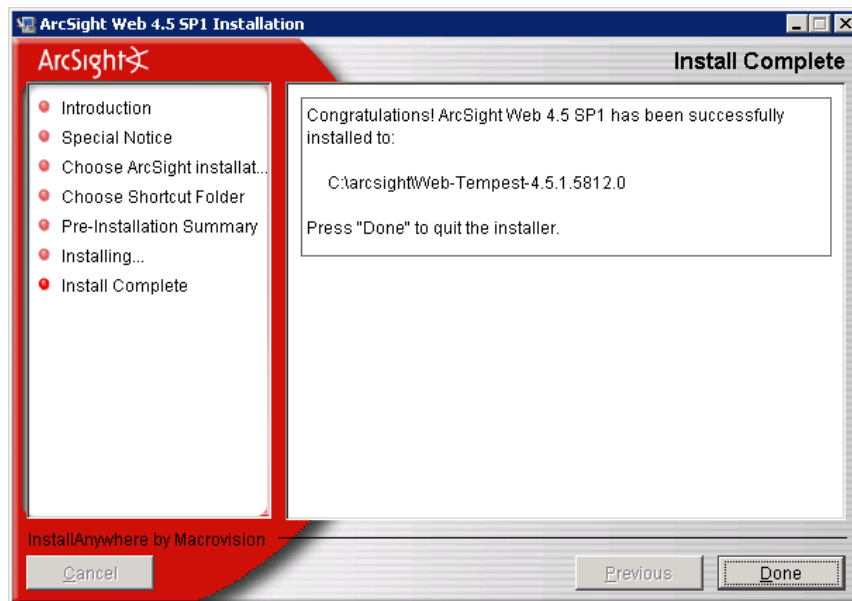 ArcSight Web 4.5 SP1 Installation
ArcSight
Install Complete
Introduction
Special Notice
Choose ArcSight installat...
Choose Shortcut Folder
Pre-Installation Summary
Installing...
Install Complete
Congratulations! ArcSight Web 4.5 SP1 has been successfully
installed to:
C:\arcsight\Web-Tempest-4.5.1.5812.0
Press "Done" to quit the installer.
InstallAnywhere by Macrovision
Cancel
Previous
Done